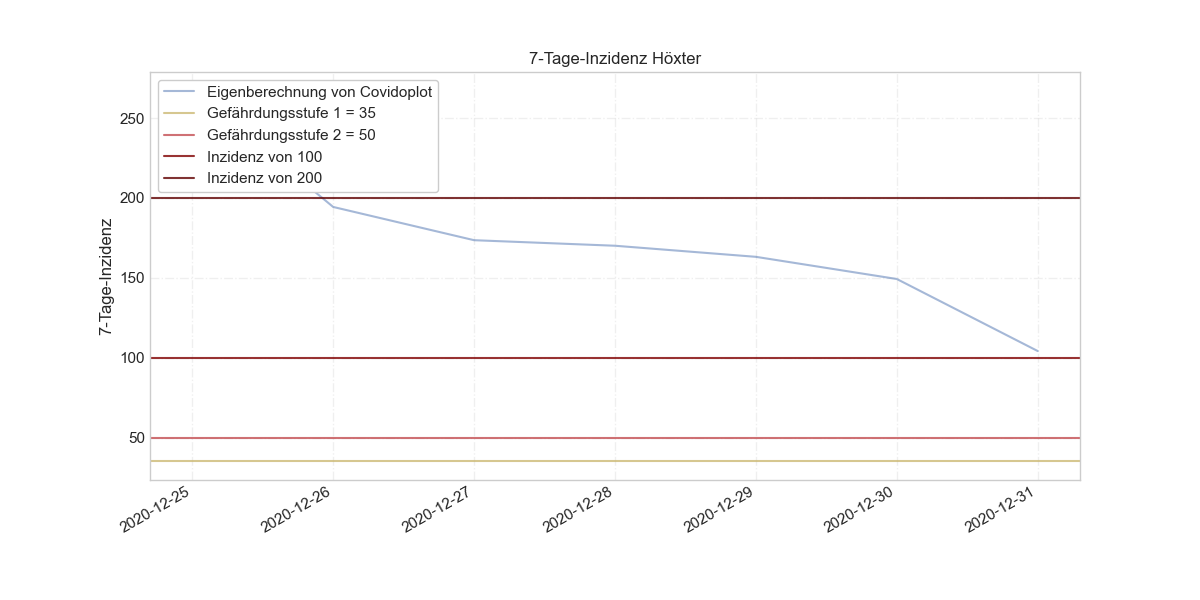 7-Tage-Inzidenz Höxter
Eigenberechnung von Covidoplot
Gefährdungsstufe 1 = 35
Gefährdungsstufe 2 = 50
Inzidenz von 100
Inzidenz von 200
7-Tage-Inzidenz
250
200
150
100
50
2020-12-25
2020-12-26
2020-12-27
2020-12-28
2020-12-29
2020-12-30
2020-12-31